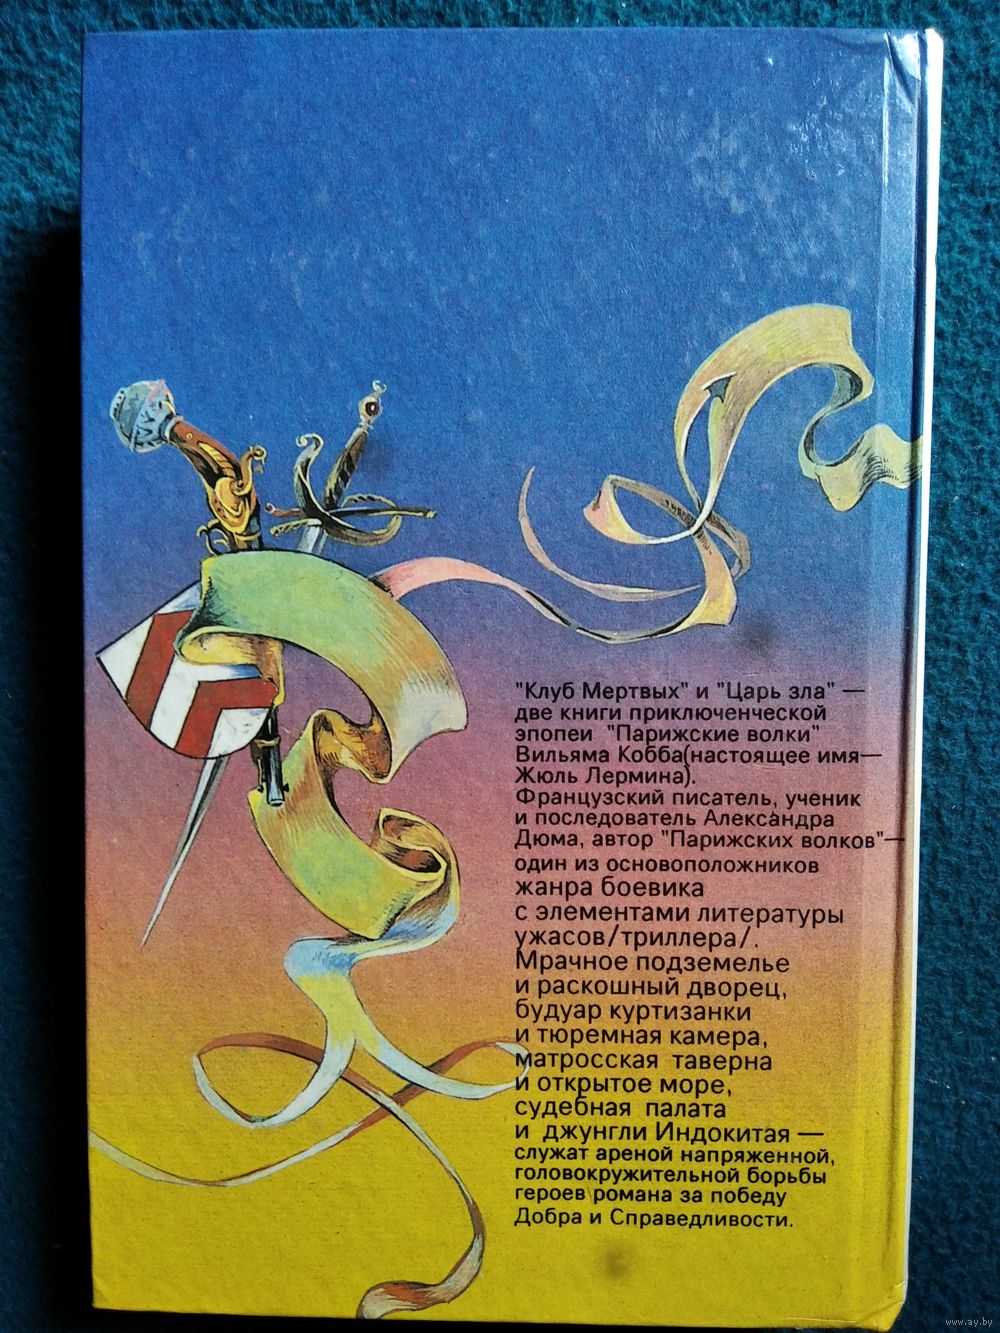 "Клуб Мертвых" и "Царь зла" —
две книги приключенческой
эпопеи "Парижские волки"
Вильяма Кобба(настоящее имя—
Жюль Лермина).
Французский писатель, ученик
и последователь Александра
Дюма, автор "Парижских волков"—
один из основоположников
жанра боевика
с элементами литературы
ужасов/триллера/.
Мрачное подземелье
и раскошный дворец,
будуар куртизанки
и тюремная камера,
матросская таверна
и открытое море,
судебная палата
и джунгли Индокитая —
служат ареной напряженной,
головокружительной борьбы
героев романа за победу
Добра и Справедливости.
www.ay.by